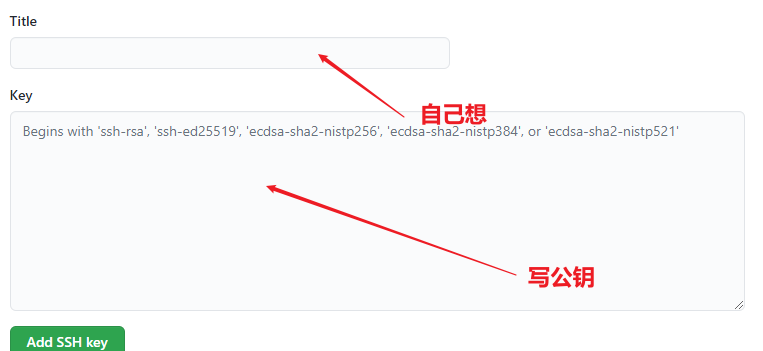 Title
自己想
Key
Begins with 'ssh-rsa', 'ssh-ed25519', 'ecdsa-sha2-nistp256', 'ecdsa-sha2-nistp384', or 'ecdsa-sha2-nistp521'
写公钥
Add SSH key